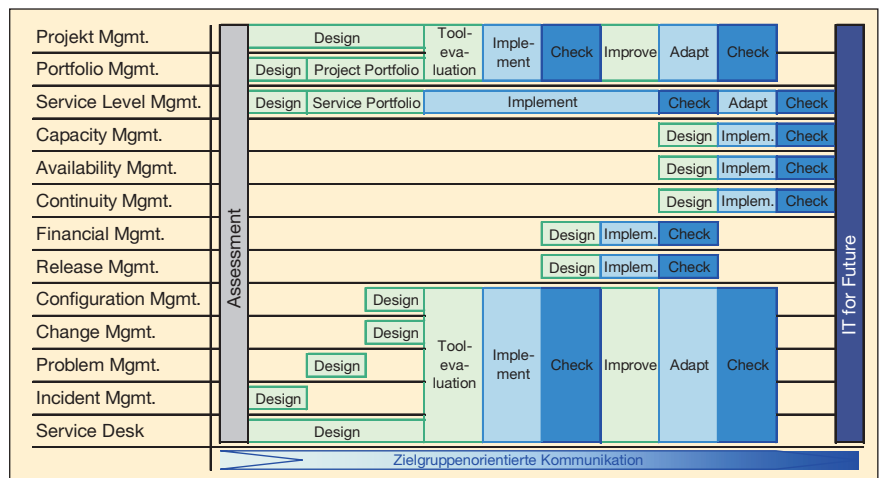 Projekt Mgmt.
Design
Tool-
eva-
luation
Imple-
ment
Check
Improve
Adapt
Check
Portfolio Mgmt.
Design
Project Portfolio
Service Level Mgmt.
Design
Service Portfolio
Implement
Check
Adapt
Check
Capacity Mgmt.
Design
Implem.
Check
Availability Mgmt.
Design
Implem.
Check
Continuity Mgmt.
Design
Implem.
Check
Financial Mgmt.
Design
Implem.
Check
Release Mgmt.
Design
Implem.
Check
Configuration Mgmt.
Design
Change Mgmt.
Design
Problem Mgmt.
Design
Incident Mgmt.
Design
Service Desk
Design
Tool-
eva-
luation
Imple-
ment
Check
Improve
Adapt
Check
Assessment
IT for Future
Zielgruppenorientierte Kommunikation